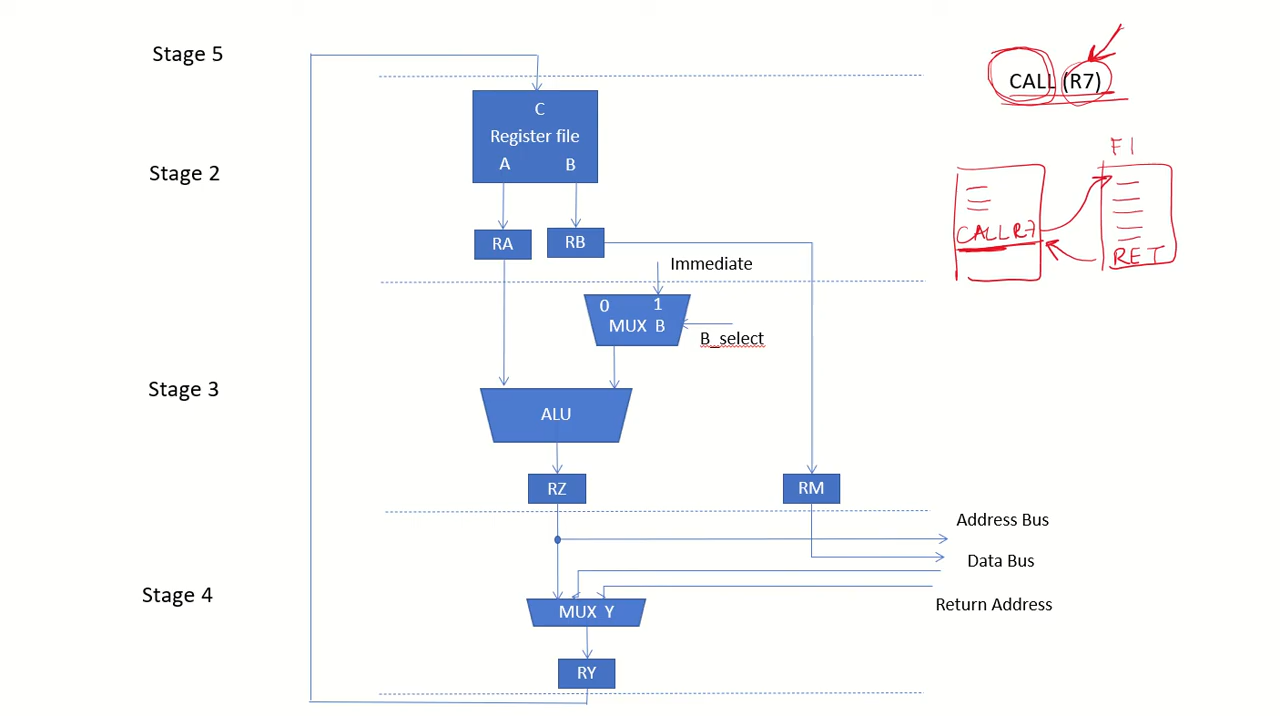 Stage 5
CALL (R7)
C
Register file
A B
Stage 2
F1
CALL R7
RET
RA
RB
Immediate
0 1
MUX B
B_select
Stage 3
ALU
RZ
RM
Address Bus
Data Bus
Stage 4
Return Address
MUX Y
RY